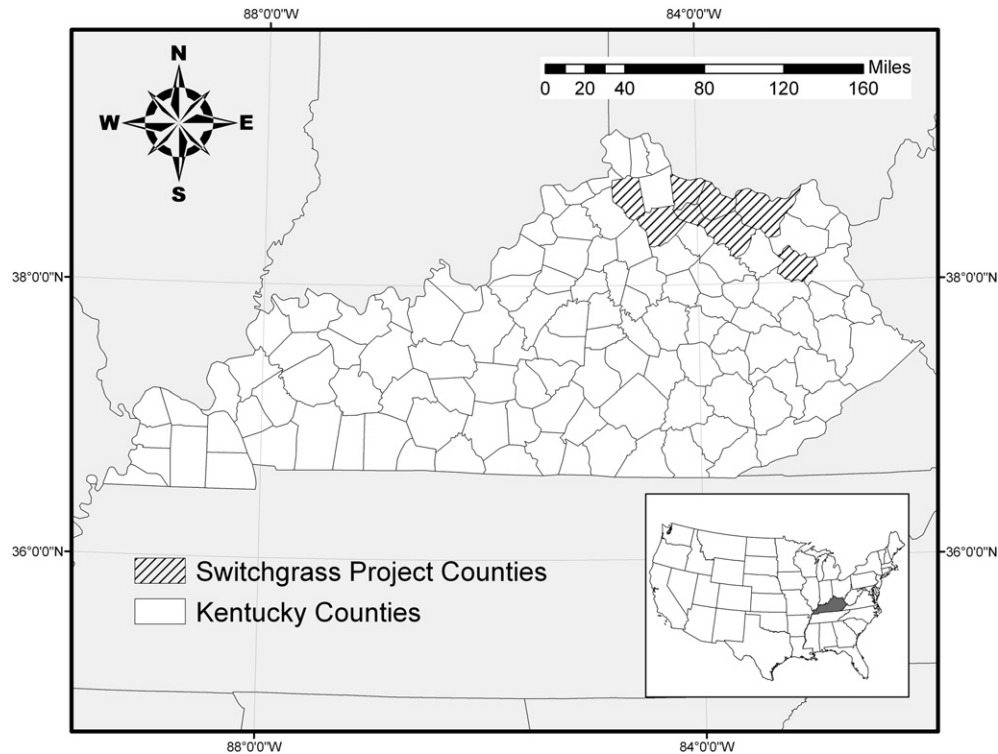 88°0'0"W
84°0'0"W
N
W
E
S
Miles
0 20 40 80 120 160
38°0'0"N
38°0'0"N
36°0'0"N
36°0'0"N
Switchgrass Project Counties
Kentucky Counties
88°0'0"W
84°0'0"W